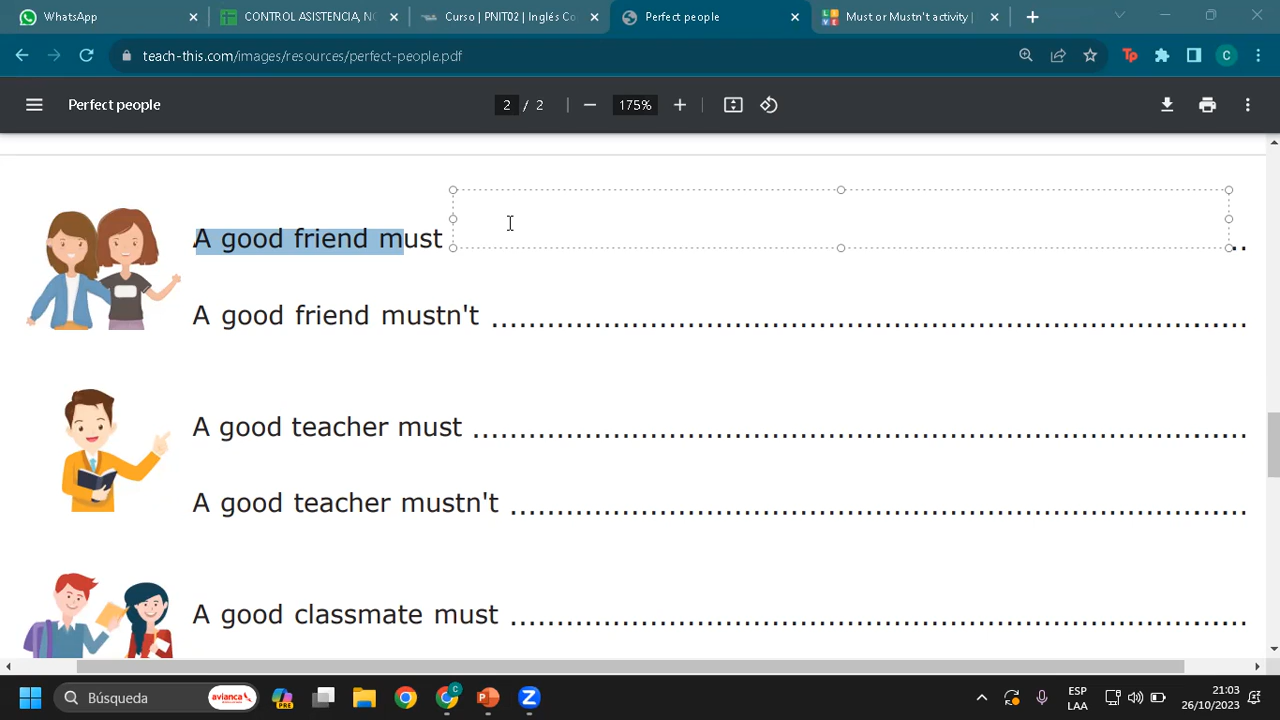 WhatsApp
CONTROL ASISTENCIA, NO
Curso | PNIT02 | Inglés Co
Perfect people
Must or Mustn't activity |
teach-this.com/images/resources/perfect-people.pdf
Perfect people
2 / 2
175%
A good friend must ..
A good friend mustn't ................................................................................
A good teacher must ................................................................................
A good teacher mustn't ................................................................................
A good classmate must ................................................................................
Búsqueda
avianca
PRE
ESP
LAA
21:03
26/10/2023